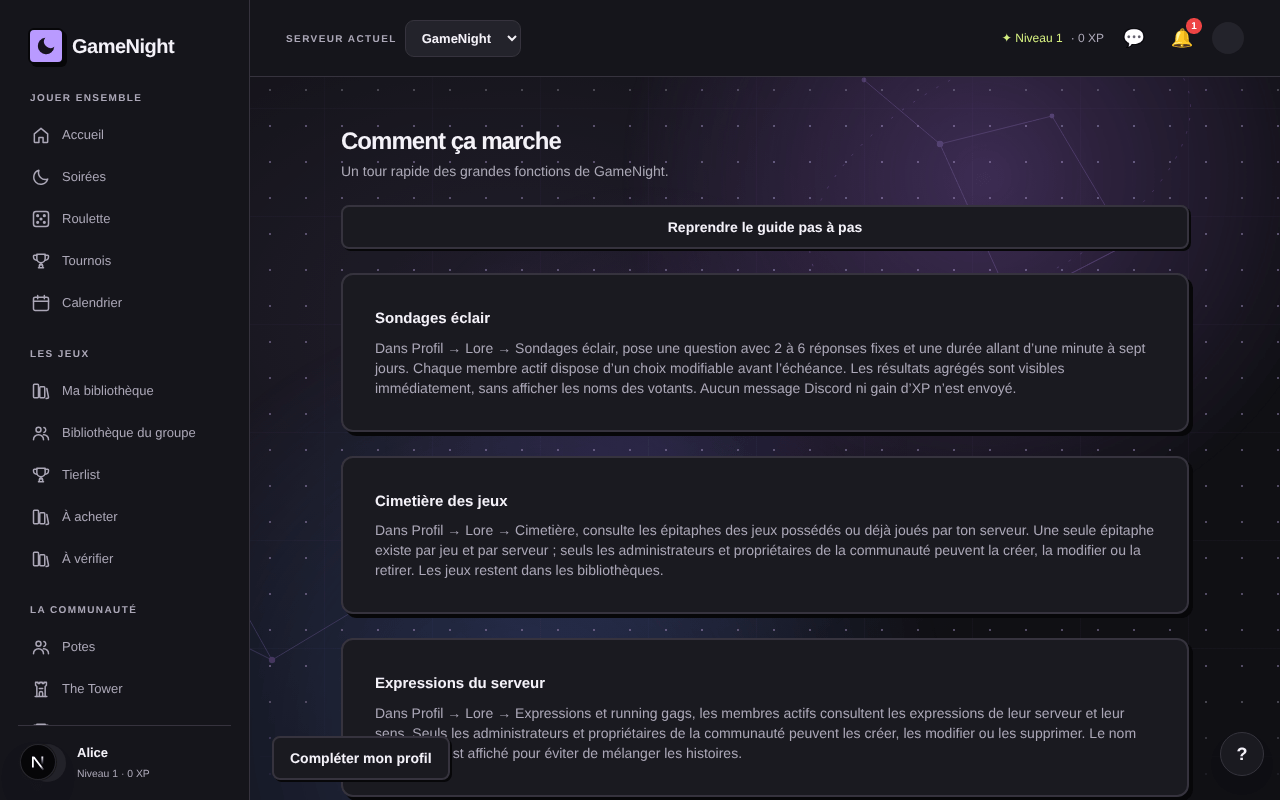 GameNight
JOUER ENSEMBLE
Accueil
Soirées
Roulette
Tournois
Calendrier
LES JEUX
Ma bibliothèque
Bibliothèque du groupe
Tierlist
À acheter
À vérifier
LA COMMUNAUTÉ
Potes
The Tower
N
Alice
Niveau 1 · 0 XP
SERVEUR ACTUEL
GameNight
✦ Niveau 1 · 0 XP
1
Comment ça marche
Un tour rapide des grandes fonctions de GameNight.
Reprendre le guide pas à pas
Sondages éclair
Dans Profil → Lore → Sondages éclair, pose une question avec 2 à 6 réponses fixes et une durée allant d’une minute à sept
jours. Chaque membre actif dispose d’un choix modifiable avant l’échéance. Les résultats agrégés sont visibles
immédiatement, sans afficher les noms des votants. Aucun message Discord ni gain d’XP n’est envoyé.
Cimetière des jeux
Dans Profil → Lore → Cimetière, consulte les épitaphes des jeux possédés ou déjà joués par ton serveur. Une seule épitaphe
existe par jeu et par serveur ; seuls les administrateurs et propriétaires de la communauté peuvent la créer, la modifier ou la
retirer. Les jeux restent dans les bibliothèques.
Expressions du serveur
Dans Profil → Lore → Expressions et running gags, les membres actifs consultent les expressions de leur serveur et leur
sens. Seuls les administrateurs et propriétaires de la communauté peuvent les créer, les modifier ou les supprimer. Le nom
st affiché pour éviter de mélanger les histoires.
Compléter mon profil
?